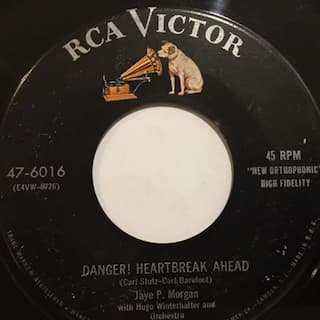 RCA VICTOR
47-6016
(E4VW-8726)
45 RPM
"NEW ORTHOPHONIC"
HIGH FIDELITY
DANGER! HEARTBREAK AHEAD
(Carl Stutz-Carl Barefoot)
Jaye P. Morgan
with Hugo Winterhalter and
Orchestra